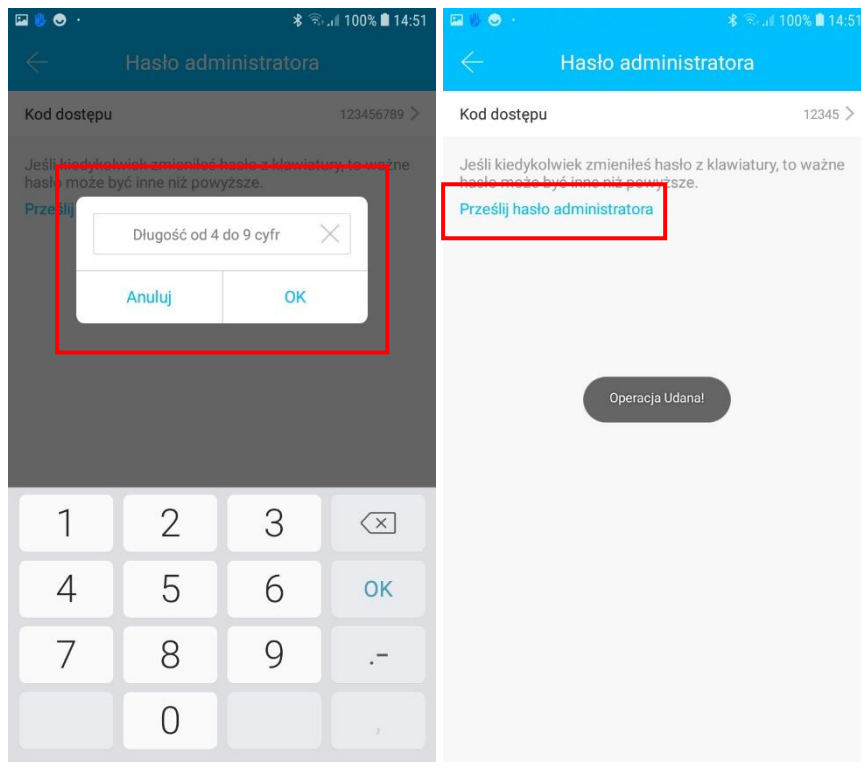 100% 14:51
Hasło administratora
Kod dostępu 123456789
Jeśli kiedykolwiek zmieniłeś hasło z klawiatury, to ważne
hasło może być inne niż powyższe.
Prześlij
Długość od 4 do 9 cyfr
Anuluj OK
1 2 3
4 5 6 OK
7 8 9 .-
0 ,
100% 14:51
Hasło administratora
Kod dostępu 12345
Jeśli kiedykolwiek zmieniłeś hasło z klawiatury, to ważne
hasło może być inne niż powyższe.
Prześlij hasło administratora
Operacja Udana!